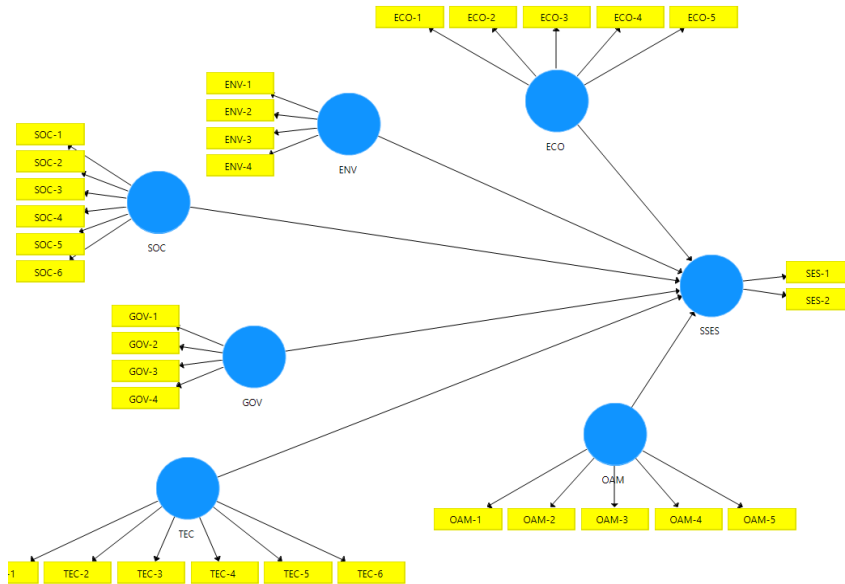 ECO-1
ECO-2
ECO-3
ECO-4
ECO-5
ECO
ENV-1
ENV-2
ENV-3
ENV-4
ENV
SOC-1
SOC-2
SOC-3
SOC-4
SOC-5
SOC-6
SOC
SES-1
SES-2
SSES
GOV-1
GOV-2
GOV-3
GOV-4
GOV
OAM
OAM-1
OAM-2
OAM-3
OAM-4
OAM-5
TEC
-1
TEC-2
TEC-3
TEC-4
TEC-5
TEC-6